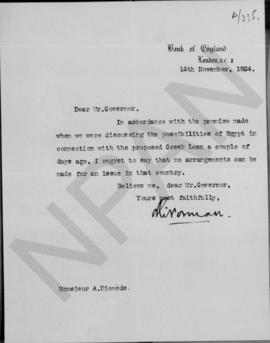 4/235.
Bank of England
London, E.C. 2
13th November, 1924.
Dear Mr.Governor,
In accordance with the promise made
when we were discussing the possibilities of Egypt in
connection with the proposed Greek Loan a couple of
days ago, I regret to say that no arrangements can be
made for an issue in that country.
Believe me, dear Mr.Governor,
Yours most faithfully,
MNorman.
Monsieur A.Diomède.